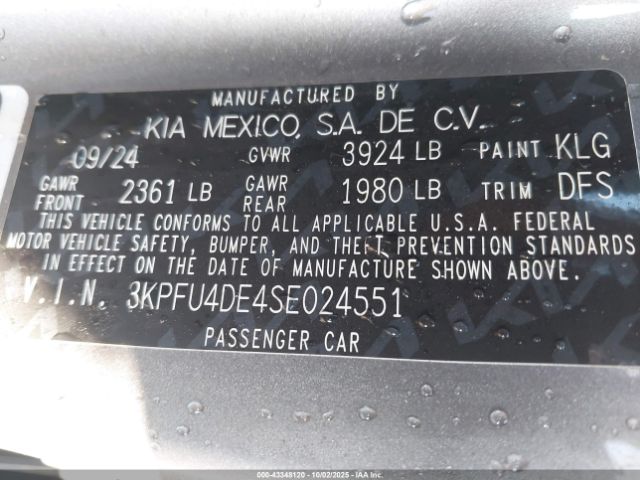 MANUFACTURED BY
KIA MEXICO, S.A. DE C.V.
09/24 GVWR 3924 LB PAINT KLG
GAWR FRONT 2361 LB GAWR REAR 1980 LB TRIM DFS
THIS VEHICLE CONFORMS TO ALL APPLICABLE U.S.A. FEDERAL
MOTOR VEHICLE SAFETY, BUMPER, AND THEFT PREVENTION STANDARDS
IN EFFECT ON THE DATE OF MANUFACTURE SHOWN ABOVE.
V.I.N. 3KPFU4DE4SE024551
PASSENGER CAR
000-43348120 10/02/2025 COPYRIGHT IAA